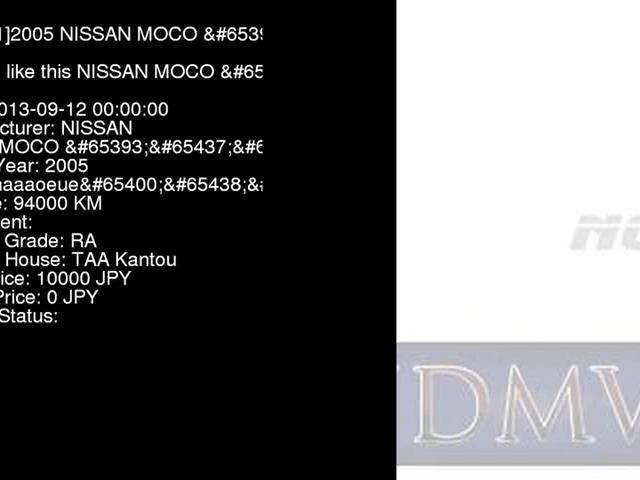 1]2005 NISSAN MOCO &#6539
like this NISSAN MOCO &#65
013-09-12 00:00:00
cturer: NISSAN
MOCO &#65393;&#65437;&#6
Year: 2005
naaaoeue&#65400;&#65438;&#
e: 94000 KM
ent:
Grade: RA
House: TAA Kantou
ice: 10000 JPY
Price: 0 JPY
Status:
DMV